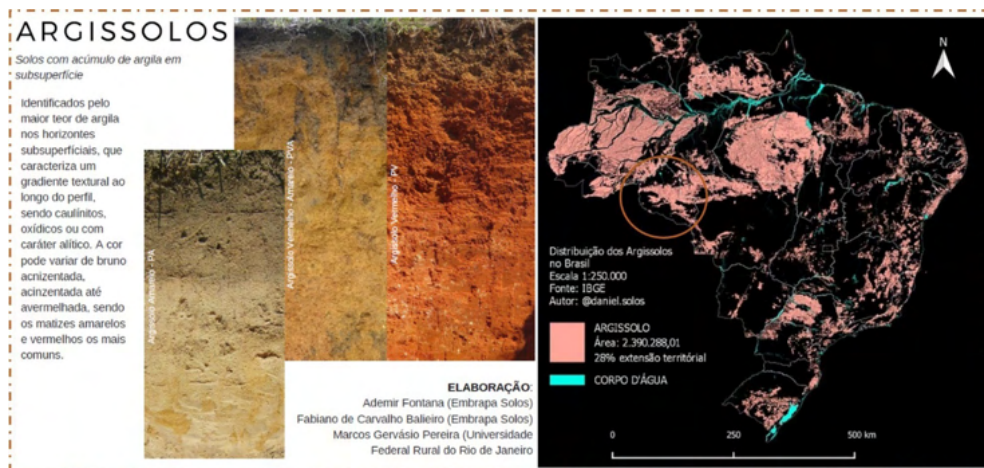 ARGISSOLOS
Solos com acúmulo de argila em
subsuperfície
Identificados pelo
maior teor de argila
nos horizontes
subsuperfíciais, que
caracteriza um
gradiente textural ao
longo do perfil,
sendo caulínitos,
oxídicos ou com
caráter alítico. A cor
pode variar de bruno
acnizentada,
acinzentada até
avermelhada, sendo
os matizes amarelos
e vermelhos os mais
comuns.
Argissolo Amarelo - PA
Argissolo Vermelho - Amarelo - PVA
Argissolo Vermelho - PV
ELABORAÇÃO:
Ademir Fontana (Embrapa Solos)
Fabiano de Carvalho Balieiro (Embrapa Solos)
Marcos Gervásio Pereira (Universidade
Federal Rural do Rio de Janeiro
N
Distribuição dos Argissolos
no Brasil
Escala 1:250.000
Fonte: IBGE
Autor: @daniel.solos
ARGISSOLO
Área: 2.390.288,01
28% extensão territórial
CORPO D'ÁGUA
0 250 500 km